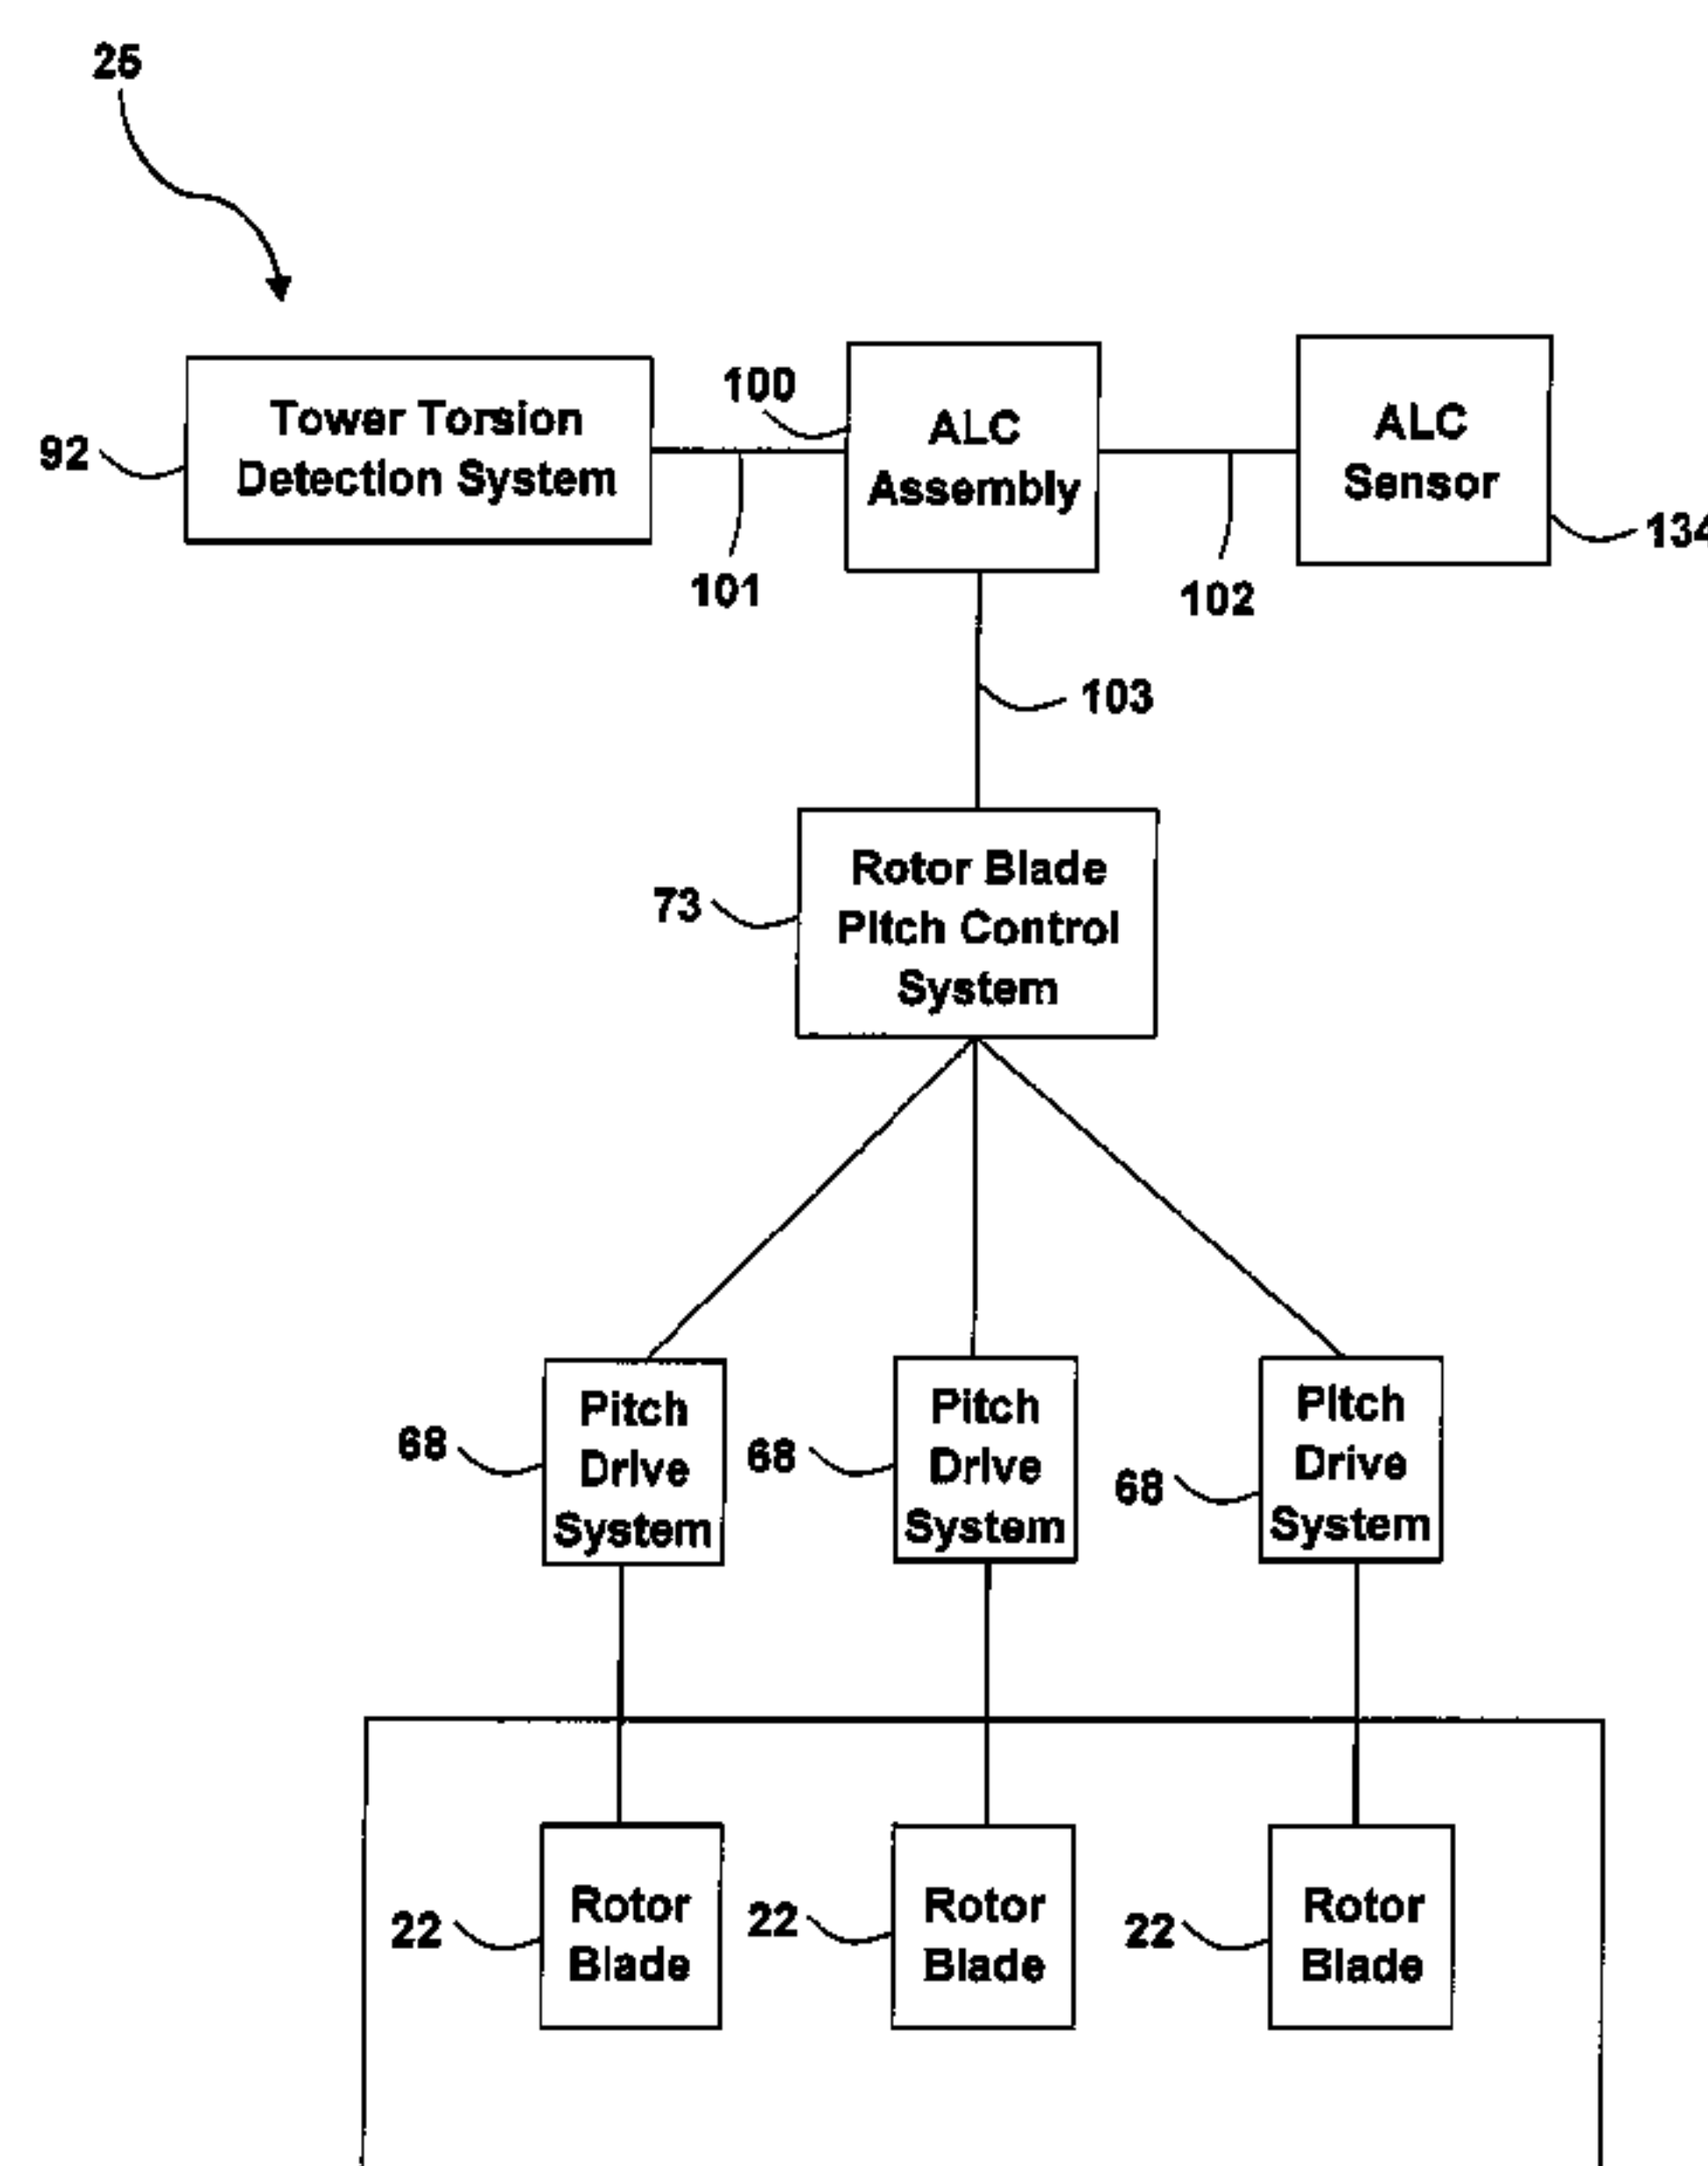 25
92
Tower Torsion
Detection System
100
101
ALC
Assembly
102
ALC
Sensor
134
103
73
Rotor Blade
Pitch Control
System
68
Pitch
Drive
System
68
Pitch
Drive
System
68
Pitch
Drive
System
22
Rotor
Blade
22
Rotor
Blade
22
Rotor
Blade